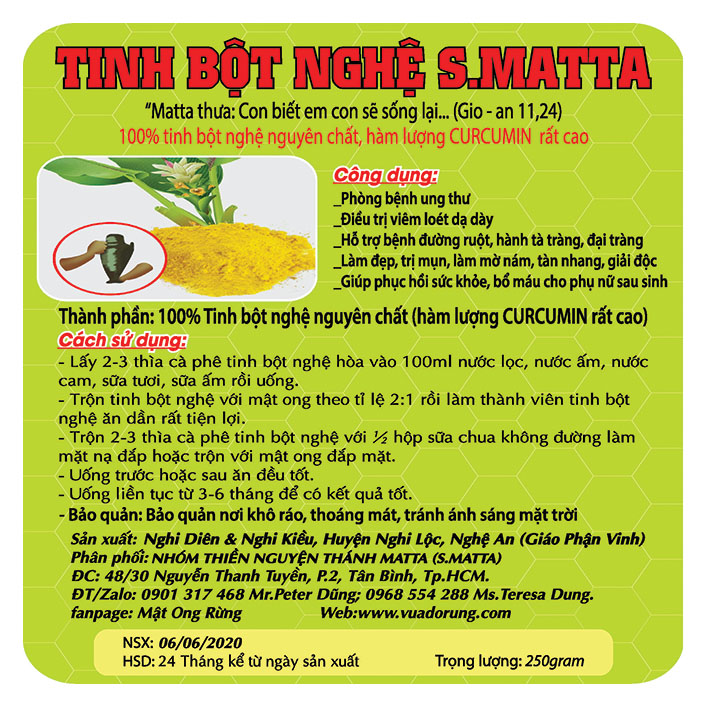 TINH BỘT NGHỆ S.MATTA
“Matta thưa: Con biết em con sẽ sống lại... (Gio - an 11,24)
100% tinh bột nghệ nguyên chất, hàm lượng CURCUMIN rất cao
Công dụng:
_Phòng bệnh ung thư
_Điều trị viêm loét dạ dày
_Hỗ trợ bệnh đường ruột, hành tà tràng, đại tràng
_Làm đẹp, trị mụn, làm mờ nám, tàn nhang, giải độc
_Giúp phục hồi sức khỏe, bổ máu cho phụ nữ sau sinh
Thành phần: 100% Tinh bột nghệ nguyên chất (hàm lượng CURCUMIN rất cao)
Cách sử dụng:
- Lấy 2-3 thìa cà phê tinh bột nghệ hòa vào 100ml nước lọc, nước ấm, nước
cam, sữa tươi, sữa ấm rồi uống.
- Trộn tinh bột nghệ với mật ong theo tỉ lệ 2:1 rồi làm thành viên tinh bột
nghệ ăn dần rất tiện lợi.
- Trộn 2-3 thìa cà phê tinh bột nghệ với ½ hộp sữa chua không đường làm
mặt nạ đắp hoặc trộn với mật ong đắp mặt.
- Uống trước hoặc sau ăn đều tốt.
- Uống liền tục từ 3-6 tháng để có kết quả tốt.
- Bảo quản: Bảo quản nơi khô ráo, thoáng mát, tránh ánh sáng mặt trời
Sản xuất: Nghi Diên & Nghi Kiều, Huyện Nghi Lộc, Nghệ An (Giáo Phận Vinh)
Phân phối: NHÓM THIỀN NGUYỆN THÁNH MATTA (S.MATTA)
ĐC: 48/30 Nguyễn Thanh Tuyền, P.2, Tân Bình, Tp.HCM.
ĐT/Zalo: 0901 317 468 Mr.Peter Dũng; 0968 554 288 Ms.Teresa Dung.
fanpage: Mật Ong Rừng Web:www.vuadorung.com
NSX: 06/06/2020
HSD: 24 Tháng kể từ ngày sản xuất Trọng lượng: 250gram